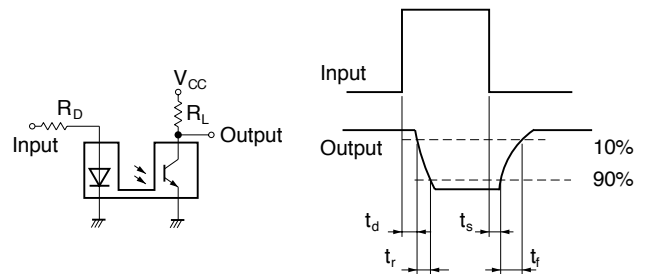 V_CC
R_D
R_L
Input
Output
Input
Output
10%
90%
t_d
t_s
t_r
t_f